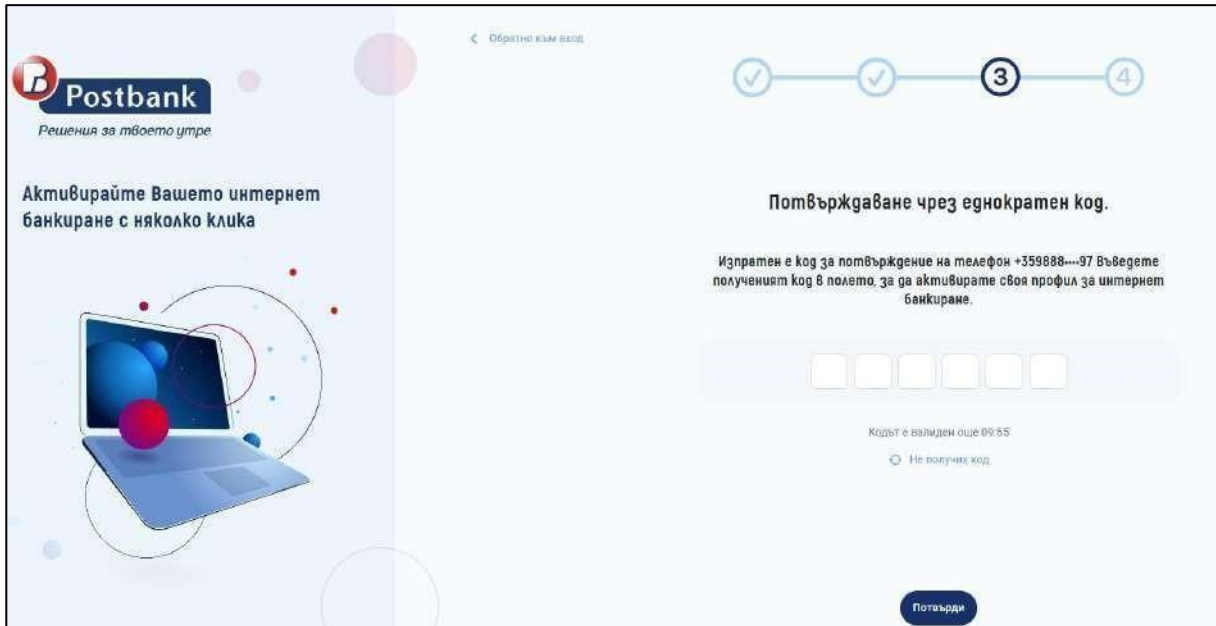 Обратно към вход
3
4
Postbank
Решения за твоето утре
Активирайте Вашето интернет
банкиране с няколко клика
Потвърждаване чрез еднократен код.
Изпратен е код за потвърждение на телефон +359888----97 Въведете
полученият код в полето, за да активирате своя профил за интернет
банкиране.
Кодът е валиден още 09:55
Не получих код
Потвърди